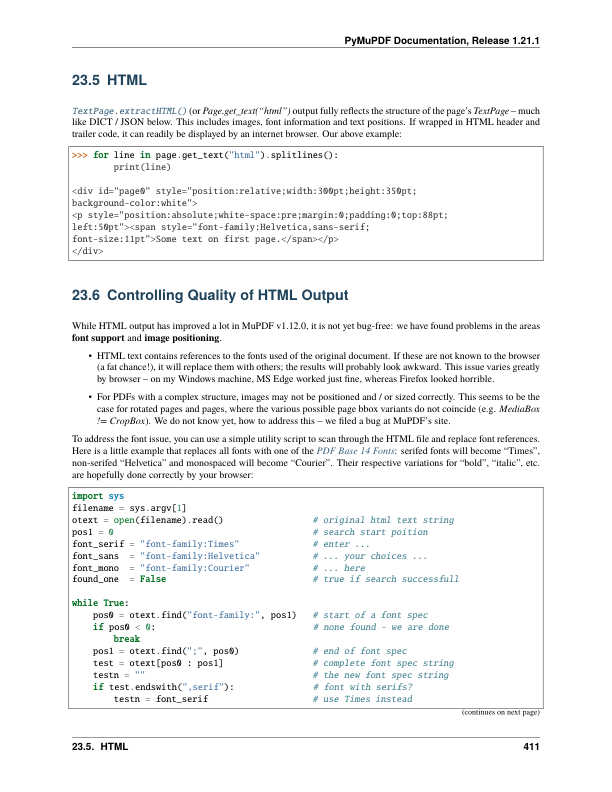 PyMuPDF Documentation, Release 1.21.1
23.5 HTML
TextPage.extractHTML() (or Page.get_text(“html”) output fully reflects the structure of the page’s TextPage – much
like DICT / JSON below. This includes images, font information and text positions. If wrapped in HTML header and
trailer code, it can readily be displayed by an internet browser. Our above example:
>>> for line in page.get_text("html").splitlines():
        print(line)

<div id="page0" style="position:relative;width:300pt;height:350pt;
background-color:white">
<p style="position:absolute;white-space:pre;margin:0;padding:0;top:88pt;
left:50pt"><span style="font-family:Helvetica,sans-serif;
font-size:11pt">Some text on first page.</span></p>
</div>
23.6 Controlling Quality of HTML Output
While HTML output has improved a lot in MuPDF v1.12.0, it is not yet bug-free: we have found problems in the areas
font support and image positioning.
• HTML text contains references to the fonts used of the original document. If these are not known to the browser
(a fat chance!), it will replace them with others; the results will probably look awkward. This issue varies greatly
by browser – on my Windows machine, MS Edge worked just fine, whereas Firefox looked horrible.
• For PDFs with a complex structure, images may not be positioned and / or sized correctly. This seems to be the
case for rotated pages and pages, where the various possible page bbox variants do not coincide (e.g. MediaBox
!= CropBox). We do not know yet, how to address this – we filed a bug at MuPDF’s site.
To address the font issue, you can use a simple utility script to scan through the HTML file and replace font references.
Here is a little example that replaces all fonts with one of the PDF Base 14 Fonts: serifed fonts will become “Times”,
non-serifed “Helvetica” and monospaced will become “Courier”. Their respective variations for “bold”, “italic”, etc.
are hopefully done correctly by your browser:
import sys
filename = sys.argv[1]
otext = open(filename).read()                 # original html text string
pos1 = 0                                      # search start poition
font_serif = "font-family:Times"              # enter ...
font_sans  = "font-family:Helvetica"          # ... your choices ...
font_mono  = "font-family:Courier"            # ... here
found_one  = False                            # true if search successfull

while True:
    pos0 = otext.find("font-family:", pos1)   # start of a font spec
    if pos0 < 0:                              # none found - we are done
        break
    pos1 = otext.find(";", pos0)              # end of font spec
    test = otext[pos0 : pos1]                 # complete font spec string
    testn = ""                                # the new font spec string
    if test.endswith(",serif"):               # font with serifs?
        testn = font_serif                    # use Times instead
(continues on next page)
23.5. HTML 411